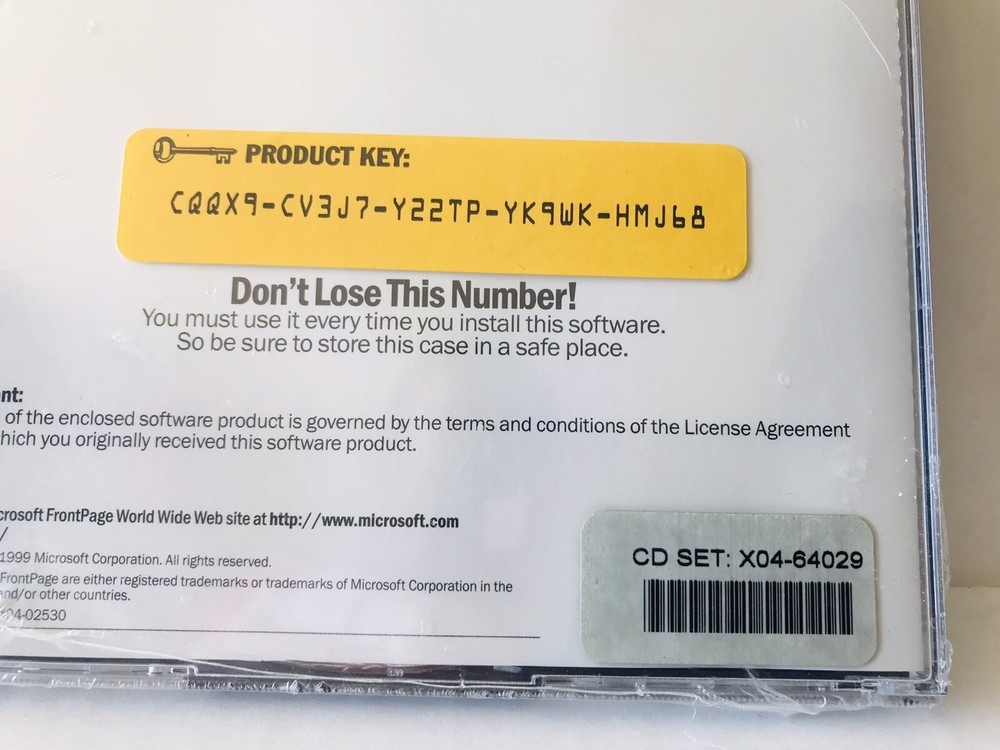 PRODUCT KEY:
CQQX9-CV3J7-Y22TP-YK9WK-HMJ68
Don't Lose This Number!
You must use it every time you install this software.
So be sure to store this case in a safe place.
nt:
of the enclosed software product is governed by the terms and conditions of the License Agreement
hich you originally received this software product.
crosoft FrontPage World Wide Web site at http://www.microsoft.com
/
1999 Microsoft Corporation. All rights reserved.
FrontPage are either registered trademarks or trademarks of Microsoft Corporation in the
and/or other countries.
X04-02530
CD SET: X04-64029